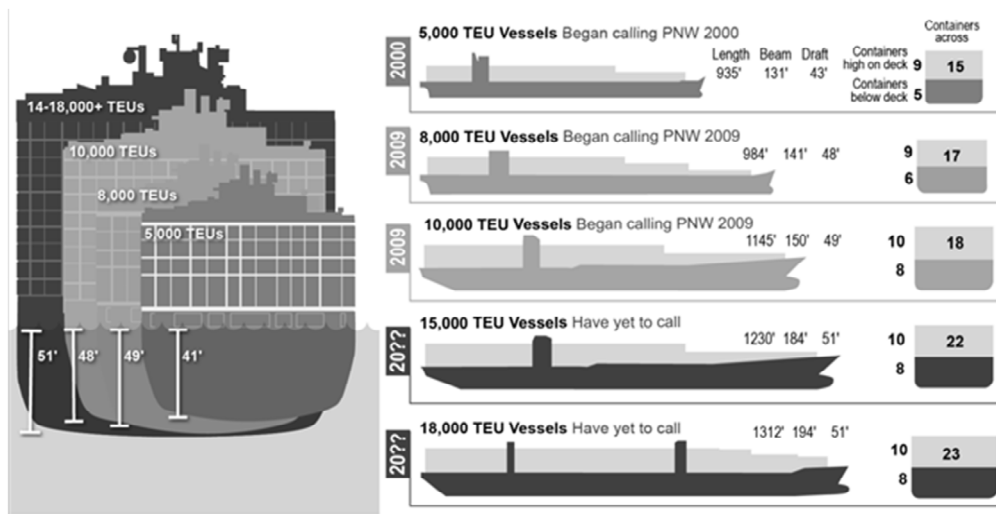 14-18,000+ TEUs
10,000 TEUs
8,000 TEUs
5,000 TEUs
51'
48'
49'
41'
2000
5,000 TEU Vessels Began calling PNW 2000
Length Beam Draft
935' 131' 43'
Containers across
Containers high on deck 9 15
Containers below deck 5
2009
8,000 TEU Vessels Began calling PNW 2009
984' 141' 48'
9 17
6
2009
10,000 TEU Vessels Began calling PNW 2009
1145' 150' 49'
10 18
8
20??
15,000 TEU Vessels Have yet to call
1230' 184' 51'
10 22
8
20??
18,000 TEU Vessels Have yet to call
1312' 194' 51'
10 23
8